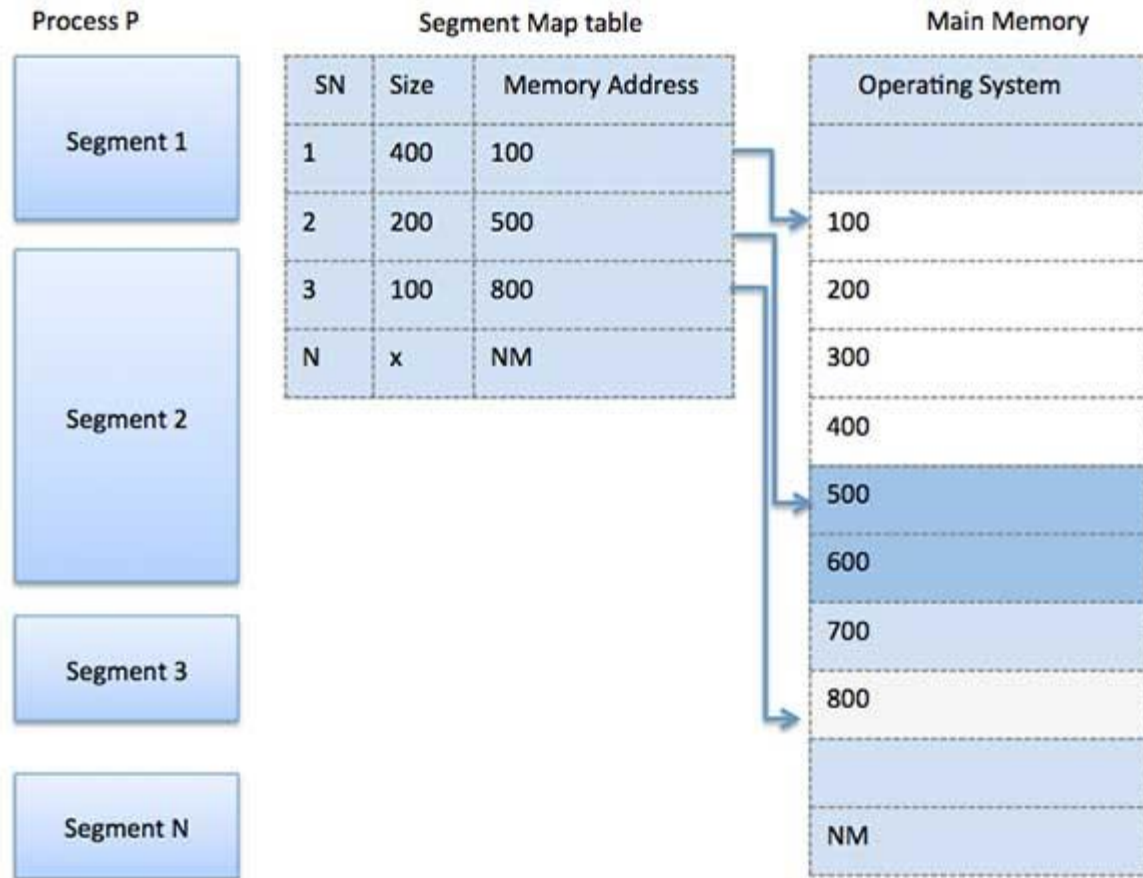 Process P
Segment 1
Segment 2
Segment 3
Segment N
Segment Map table
SN Size Memory Address
1 400 100
2 200 500
3 100 800
N x NM
Main Memory
Operating System
100
200
300
400
500
600
700
800
NM